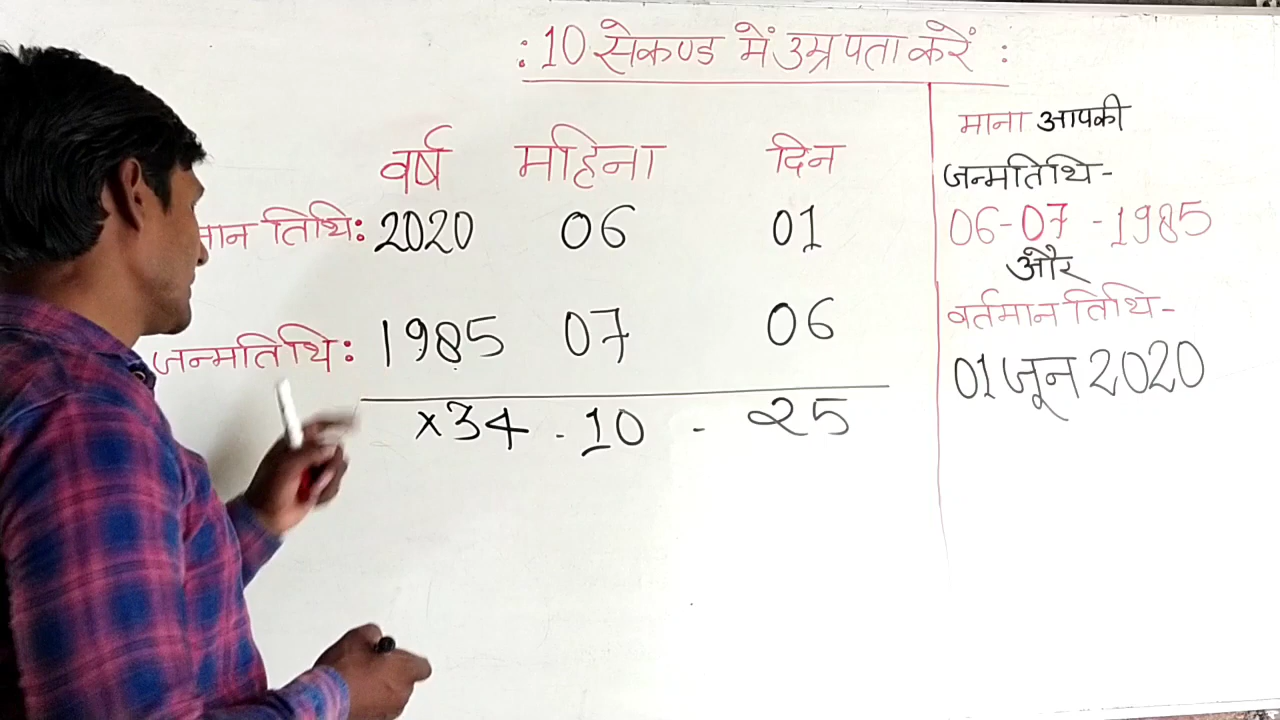 : 10 सेकण्ड में उम्र पता करें :
वर्ष महिना दिन
मान तिथि: 2020 06 01
जन्मतिथि: 1985 07 06
x34 - 10 - 25
माना आपकी
जन्मतिथि-
06-07-1985
और
वर्तमान तिथि-
01 जून 2020